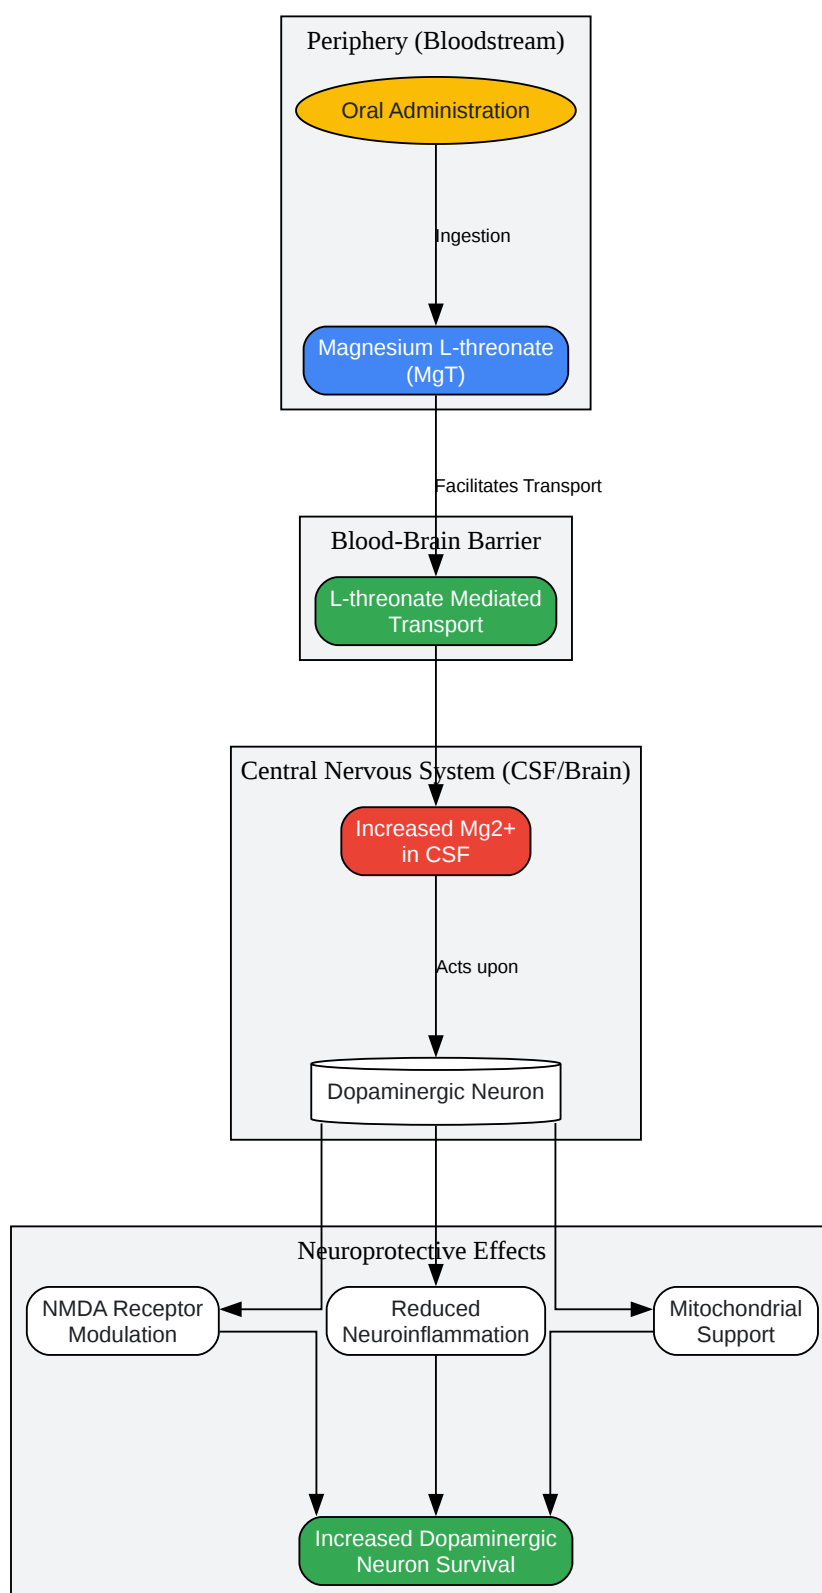 Periphery (Bloodstream)
Oral Administration
Ingestion
Magnesium L-threonate
(MgT)
Facilitates Transport
Blood-Brain Barrier
L-threonate Mediated
Transport
Central Nervous System (CSF/Brain)
Increased Mg2+
in CSF
Acts upon
Dopaminergic Neuron
Neuroprotective Effects
NMDA Receptor
Modulation
Reduced
Neuroinflammation
Mitochondrial
Support
Increased Dopaminergic
Neuron Survival